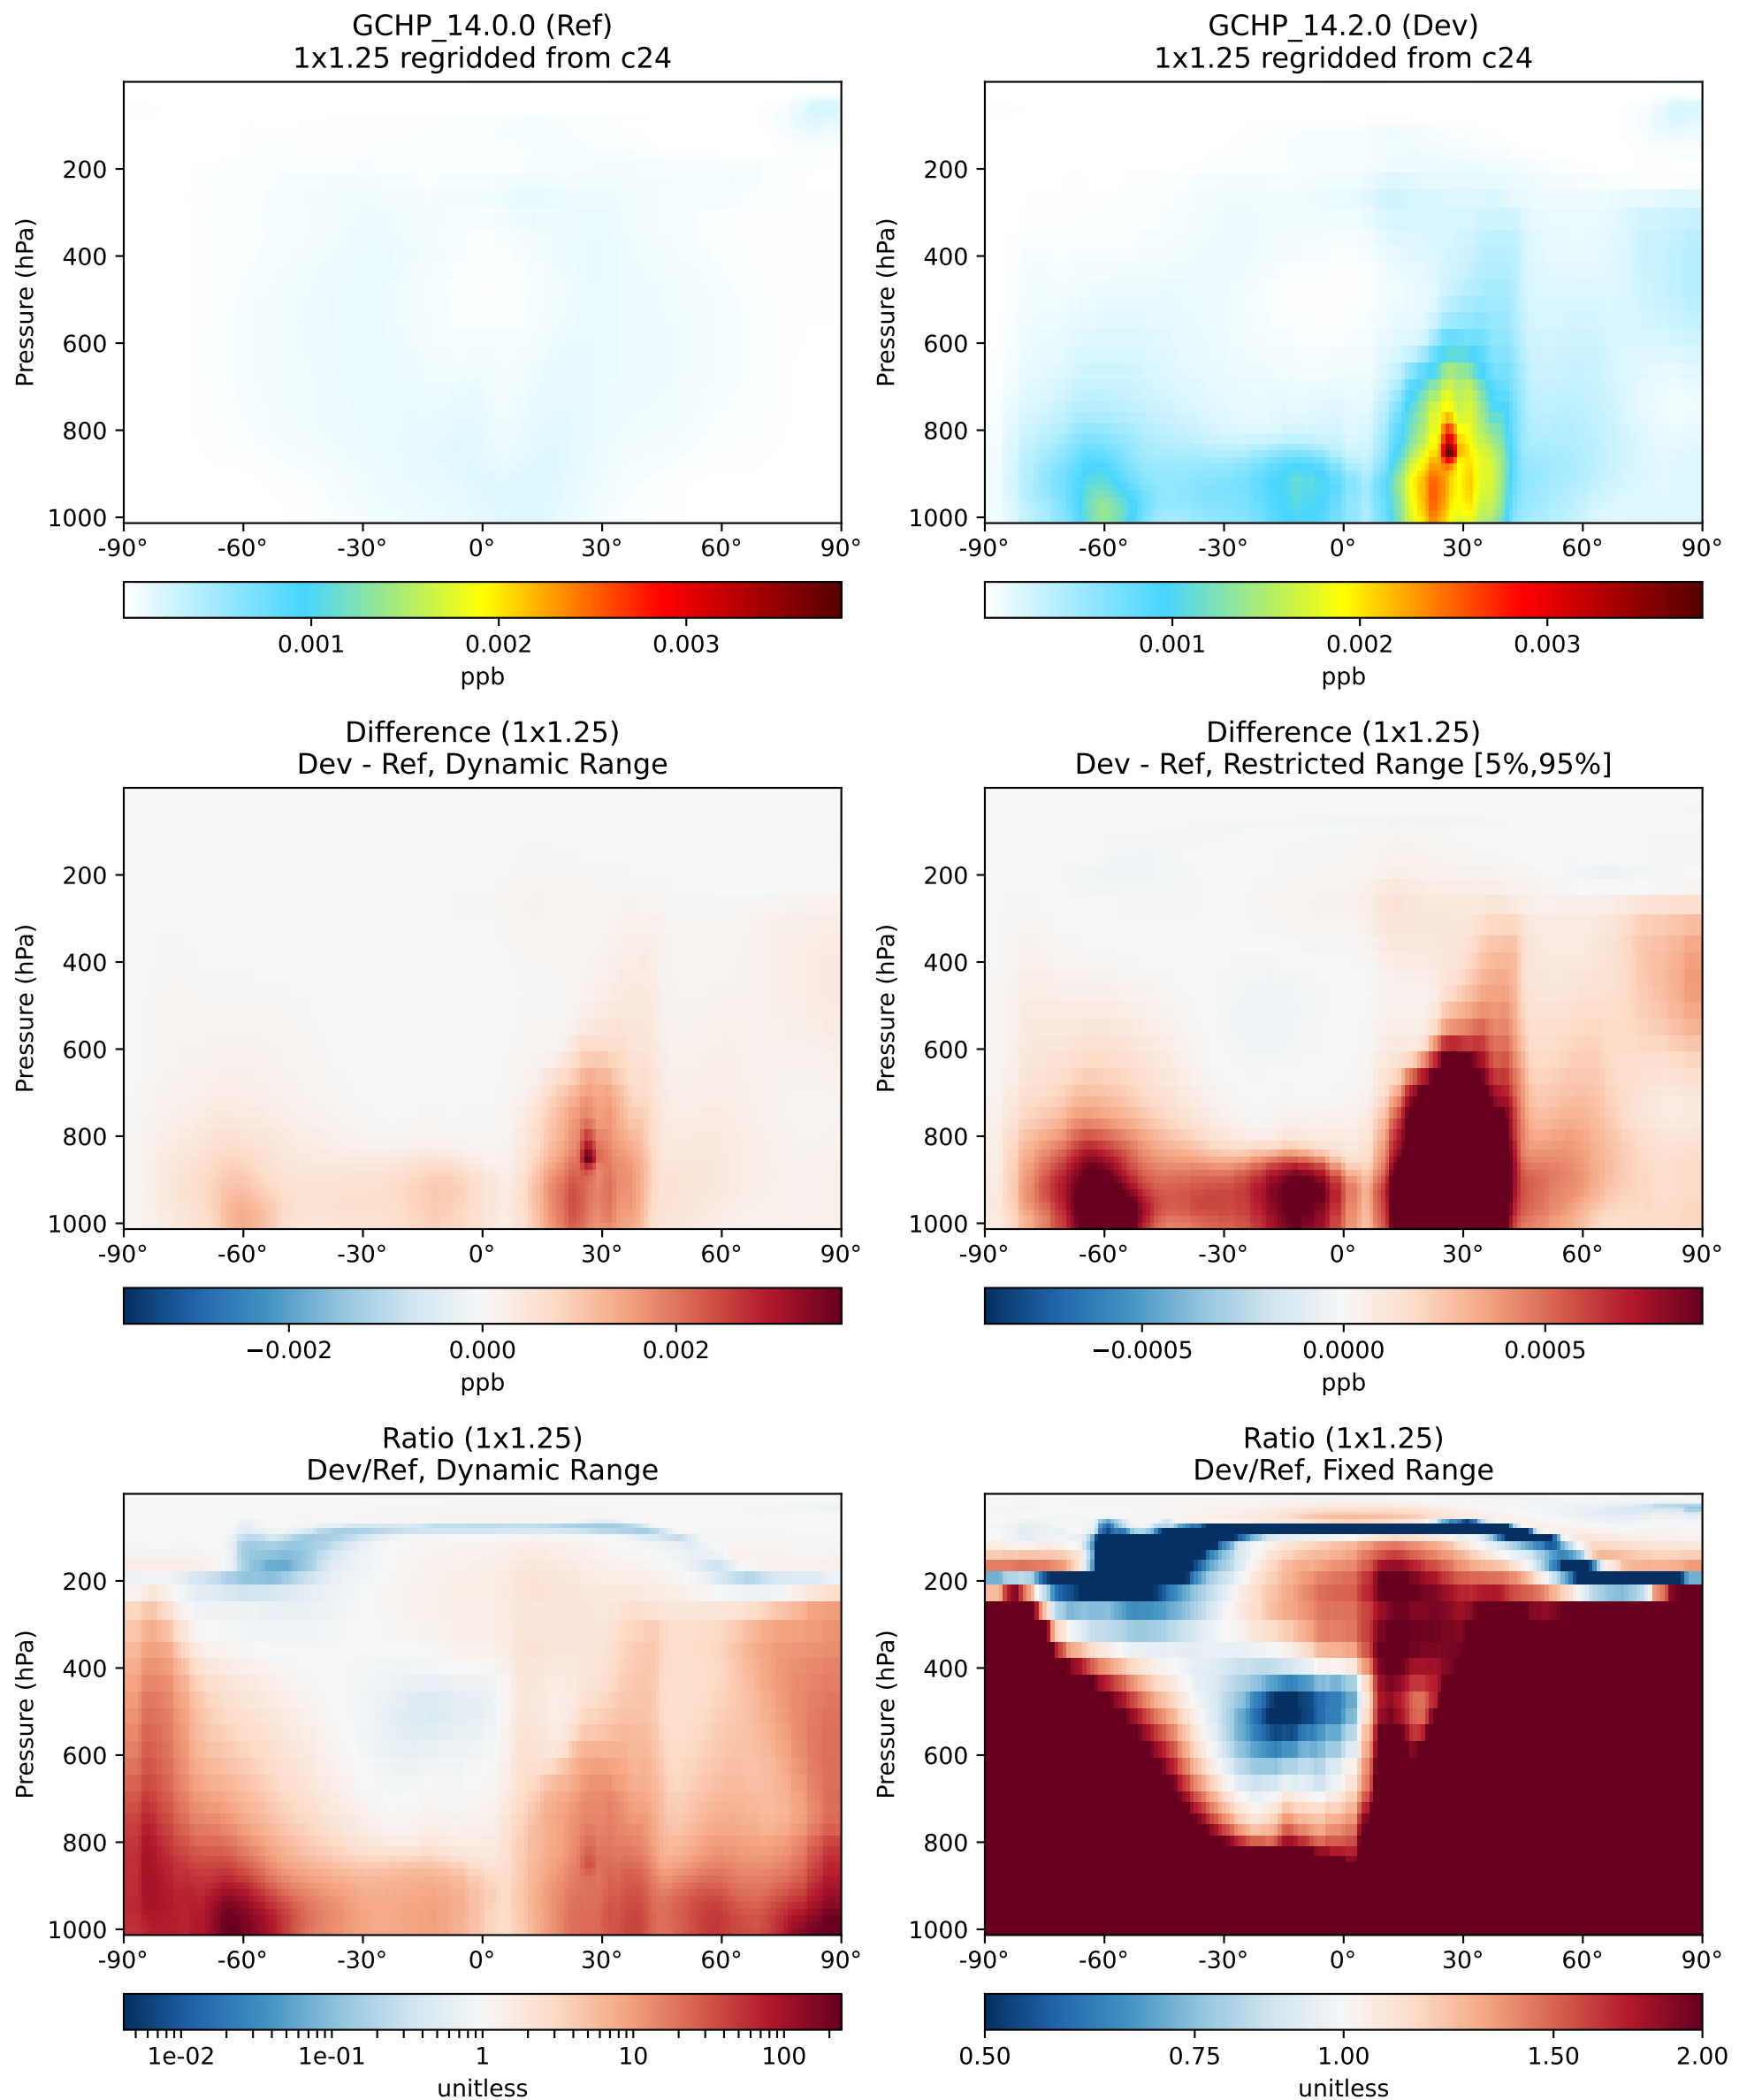 GCHP_14.0.0 (Ref)
1x1.25 regridded from c24
GCHP_14.2.0 (Dev)
1x1.25 regridded from c24
Pressure (hPa)
200
400
600
800
1000
-90° -60° -30° 0° 30° 60° 90°
0.001 0.002 0.003
ppb
Pressure (hPa)
200
400
600
800
1000
-90° -60° -30° 0° 30° 60° 90°
0.001 0.002 0.003
ppb
Difference (1x1.25)
Dev - Ref, Dynamic Range
Difference (1x1.25)
Dev - Ref, Restricted Range [5%,95%]
Pressure (hPa)
200
400
600
800
1000
-90° -60° -30° 0° 30° 60° 90°
−0.002 0.000 0.002
ppb
Pressure (hPa)
200
400
600
800
1000
-90° -60° -30° 0° 30° 60° 90°
−0.0005 0.0000 0.0005
ppb
Ratio (1x1.25)
Dev/Ref, Dynamic Range
Ratio (1x1.25)
Dev/Ref, Fixed Range
Pressure (hPa)
200
400
600
800
1000
-90° -60° -30° 0° 30° 60° 90°
1e-02 1e-01 1 10 100
unitless
Pressure (hPa)
200
400
600
800
1000
-90° -60° -30° 0° 30° 60° 90°
0.50 0.75 1.00 1.50 2.00
unitless